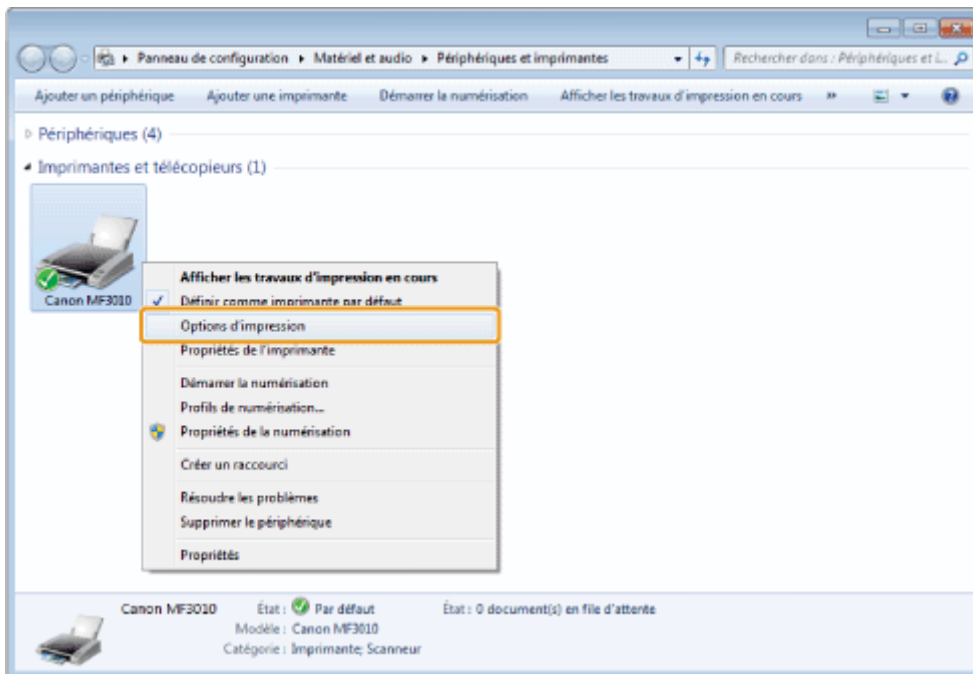 Panneau de configuration ▸ Matériel et audio ▸ Périphériques et imprimantes
Rechercher dans : Périphériques et i...
Ajouter un périphérique Ajouter une imprimante Démarrer la numérisation Afficher les travaux d'impression en cours »
Périphériques (4)
Imprimantes et télécopieurs (1)
Canon MF3010
Afficher les travaux d'impression en cours
Définir comme imprimante par défaut
Options d'impression
Propriétés de l'imprimante
Démarrer la numérisation
Profils de numérisation...
Propriétés de la numérisation
Créer un raccourci
Résoudre les problèmes
Supprimer le périphérique
Propriétés
Canon MF3010 État : Par défaut État : 0 document(s) en file d'attente
Modèle : Canon MF3010
Catégorie : Imprimante; Scanneur